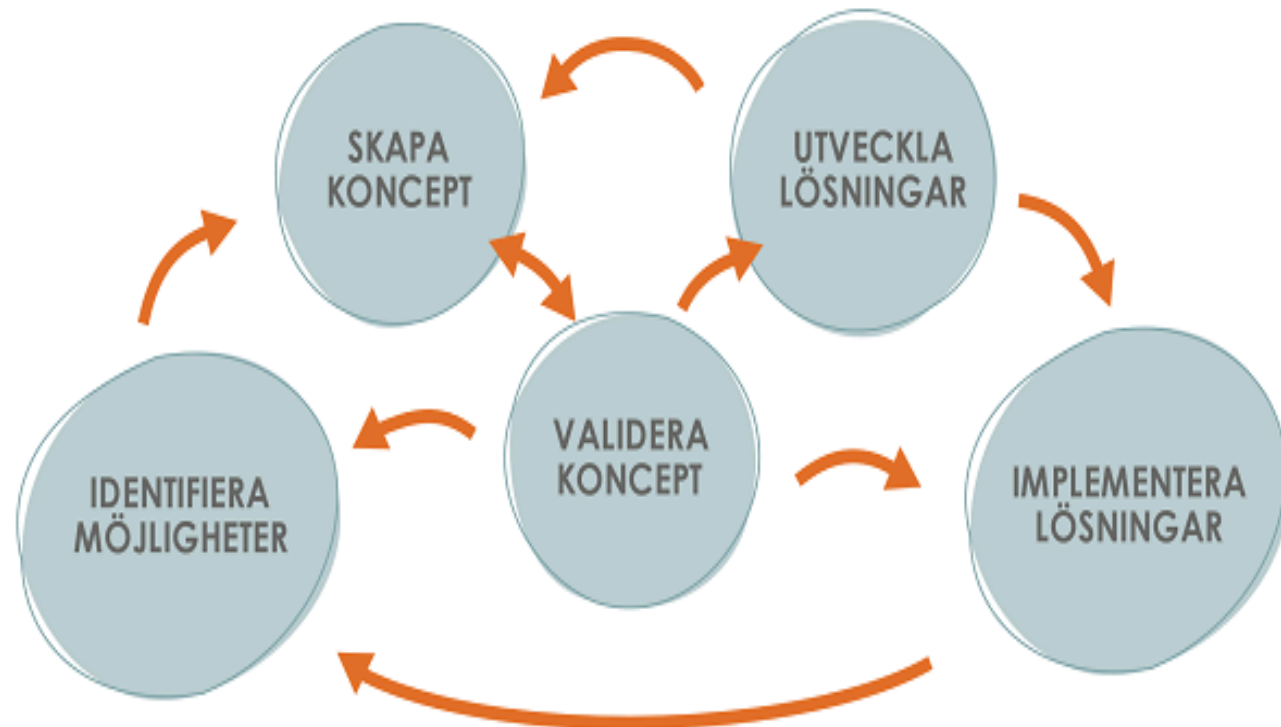 SKAPA
KONCEPT
UTVECKLA
LÖSNINGAR
VALIDERA
KONCEPT
IDENTIFIERA
MÖJLIGHETER
IMPLEMENTERA
LÖSNINGAR